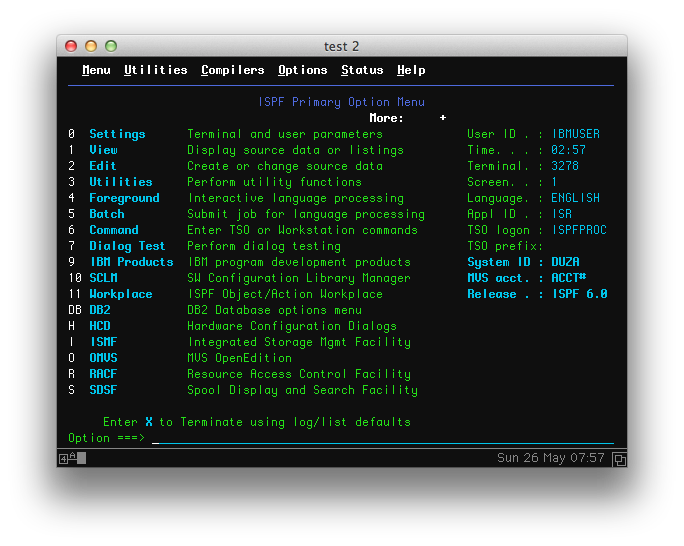 test 2
Menu Utilities Compilers Options Status Help
ISPF Primary Option Menu
More: +
0 Settings Terminal and user parameters User ID . : IBMUSER
1 View Display source data or listings Time. . . : 02:57
2 Edit Create or change source data Terminal. : 3278
3 Utilities Perform utility functions Screen. . : 1
4 Foreground Interactive language processing Language. : ENGLISH
5 Batch Submit job for language processing Appl ID . : ISR
6 Command Enter TSO or Workstation commands TSO logon : ISPFPROC
7 Dialog Test Perform dialog testing TSO prefix:
9 IBM Products IBM program development products System ID : DUZA
10 SCLM SW Configuration Library Manager MVS acct. : ACCT#
11 Workplace ISPF Object/Action Workplace Release . : ISPF 6.0
DB DB2 DB2 Database options menu
H HCD Hardware Configuration Dialogs
I ISMF Integrated Storage Mgmt Facility
O OMVS MVS OpenEdition
R RACF Resource Access Control Facility
S SDSF Spool Display and Search Facility
Enter X to Terminate using log/list defaults
Option ===> _
4 A Sun 26 May 07:57